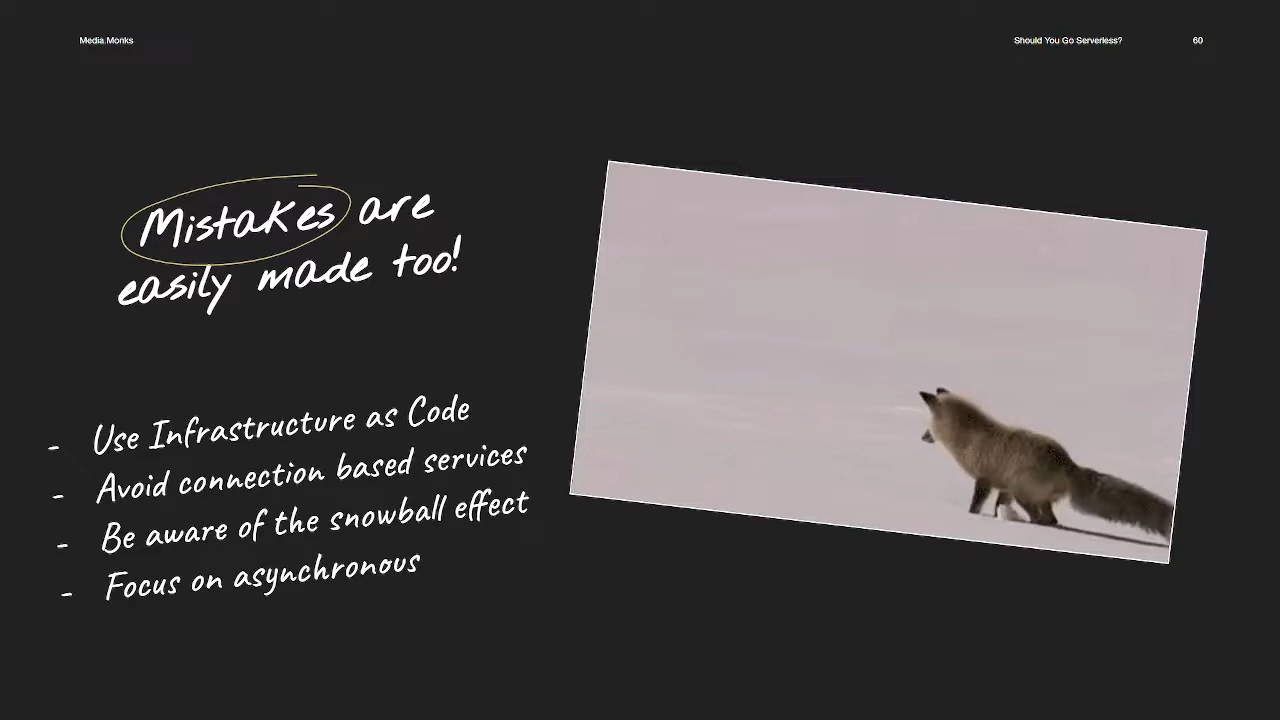 Media.Monks
Should You Go Serverless?
60
Mistakes are
easily made too!
- Use Infrastructure as Code
- Avoid connection based services
- Be aware of the snowball effect
- Focus on asynchronous